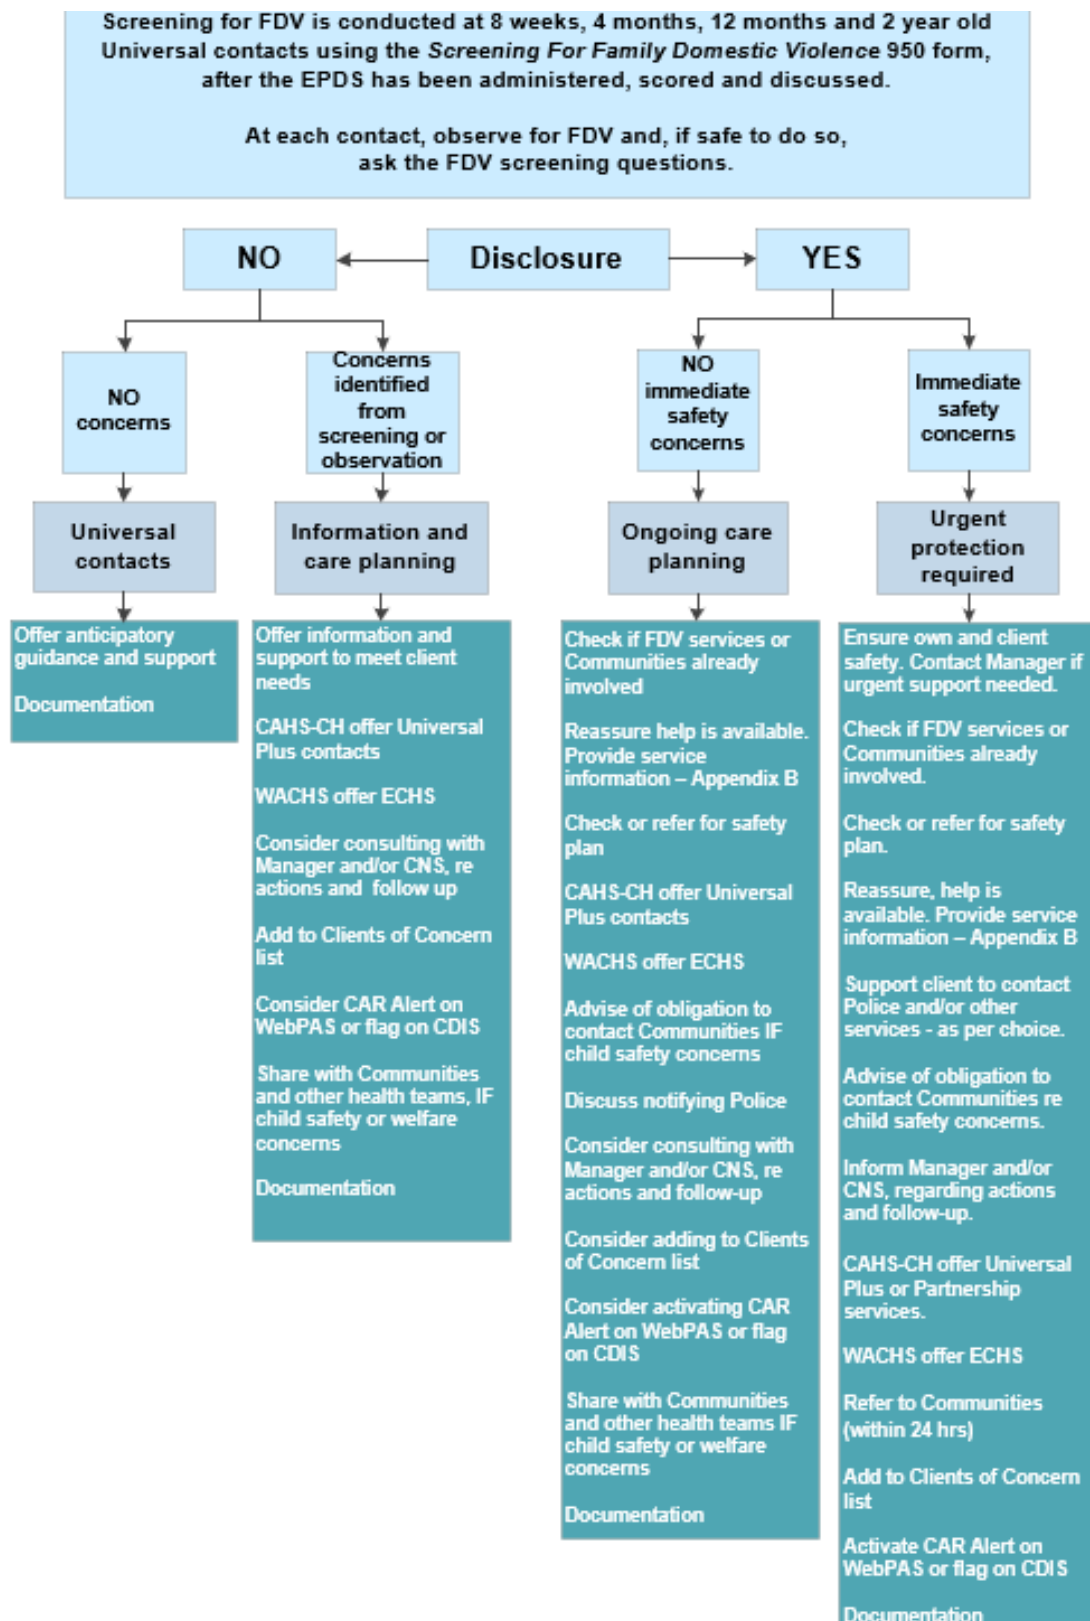 Screening for FDV is conducted at 8 weeks, 4 months, 12 months and 2 year old
Universal contacts using the Screening For Family Domestic Violence 950 form,
after the EPDS has been administered, scored and discussed.
At each contact, observe for FDV and, if safe to do so,
ask the FDV screening questions.
NO
Disclosure
YES
NO
concerns
Concerns
identified
from
screening or
observation
NO
immediate
safety
concerns
Immediate
safety
concerns
Universal
contacts
Information and
care planning
Ongoing care
planning
Urgent
protection
required
Offer anticipatory
guidance and support
Documentation
Offer information and
support to meet client
needs
CAHS-CH offer Universal
Plus contacts
WACHS offer ECHS
Consider consulting with
Manager and/or CNS, re
actions and follow up
Add to Clients of Concern
list
Consider CAR Alert on
WebPAS or flag on CDIS
Share with Communities
and other health teams, IF
child safety or welfare
concerns
Documentation
Check if FDV services or
Communities already
involved
Reassure help is available.
Provide service
information – Appendix B
Check or refer for safety
plan
CAHS-CH offer Universal
Plus contacts
WACHS offer ECHS
Advise of obligation to
contact Communities IF
child safety concerns
Discuss notifying Police
Consider consulting with
Manager and/or CNS, re
actions and follow-up
Consider adding to Clients
of Concern list
Consider activating CAR
Alert on WebPAS or flag
on CDIS
Share with Communities
and other health teams IF
child safety or welfare
concerns
Documentation
Ensure own and client
safety. Contact Manager if
urgent support needed.
Check if FDV services or
Communities already
involved.
Check or refer for safety
plan.
Reassure, help is
available. Provide service
information – Appendix B
Support client to contact
Police and/or other
services - as per choice.
Advise of obligation to
contact Communities re
child safety concerns.
Inform Manager and/or
CNS, regarding actions
and follow-up.
CAHS-CH offer Universal
Plus or Partnership
services.
WACHS offer ECHS
Refer to Communities
(within 24 hrs)
Add to Clients of Concern
list
Activate CAR Alert on
WebPAS or flag on CDIS
Documentation